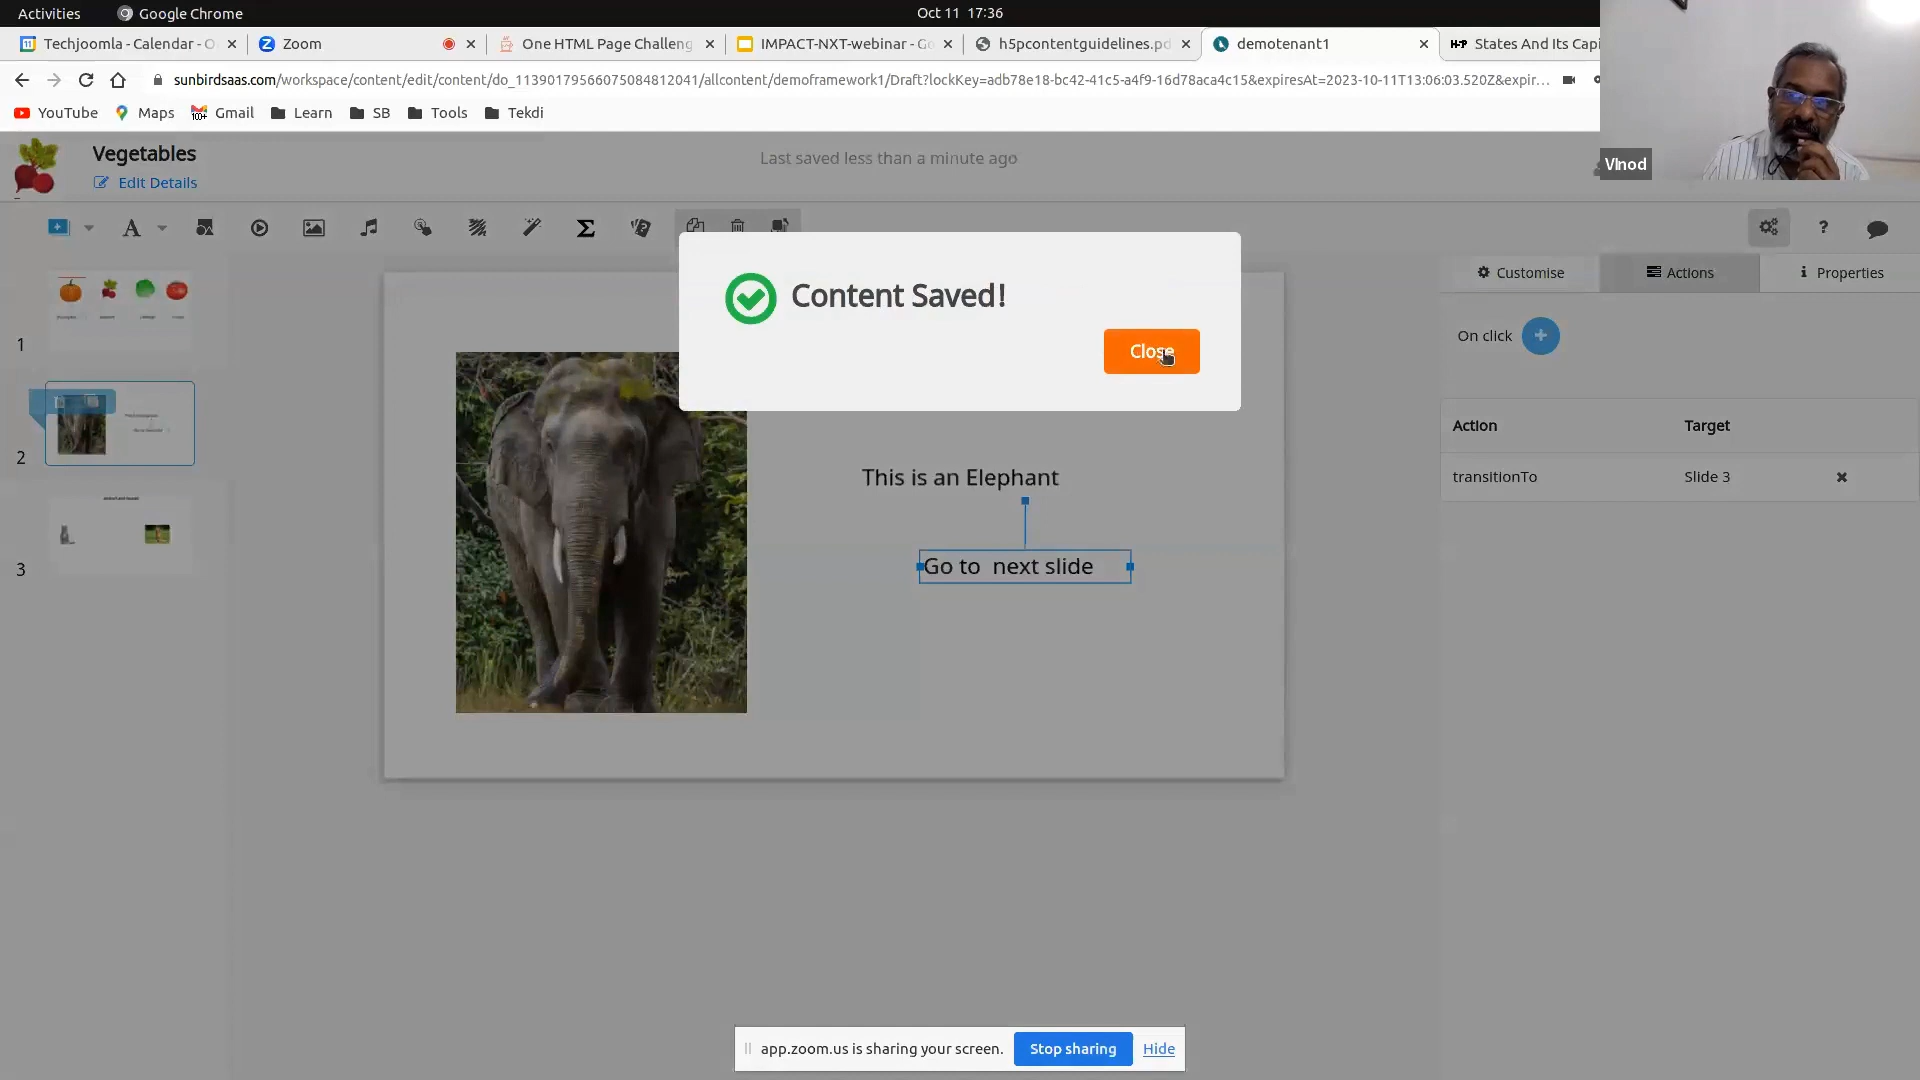 Activities
Google Chrome
Oct 11 17:36
Techjoomla - Calendar - O
Zoom
One HTML Page Challeng
IMPACT-NXT-webinar - Go
h5pcontentguidelines.pd
demotenant1
H-P States And Its Capi
sunbirdsaas.com/workspace/content/edit/content/do_11390179566075084812041/allcontent/demoframework1/Draft?lockKey=adb78e18-bc42-41c5-a4f9-16d78aca4c15&expiresAt=2023-10-11T13:06:03.520Z&expir...
YouTube
Maps
Gmail
Learn
SB
Tools
Tekdi
VInod
Vegetables
Last saved less than a minute ago
Edit Details
Content Saved!
Close
Customise
Actions
Properties
On click
Action
Target
transitionTo
Slide 3
1
2
3
This is an Elephant
Go to  next slide
app.zoom.us is sharing your screen.
Stop sharing
Hide